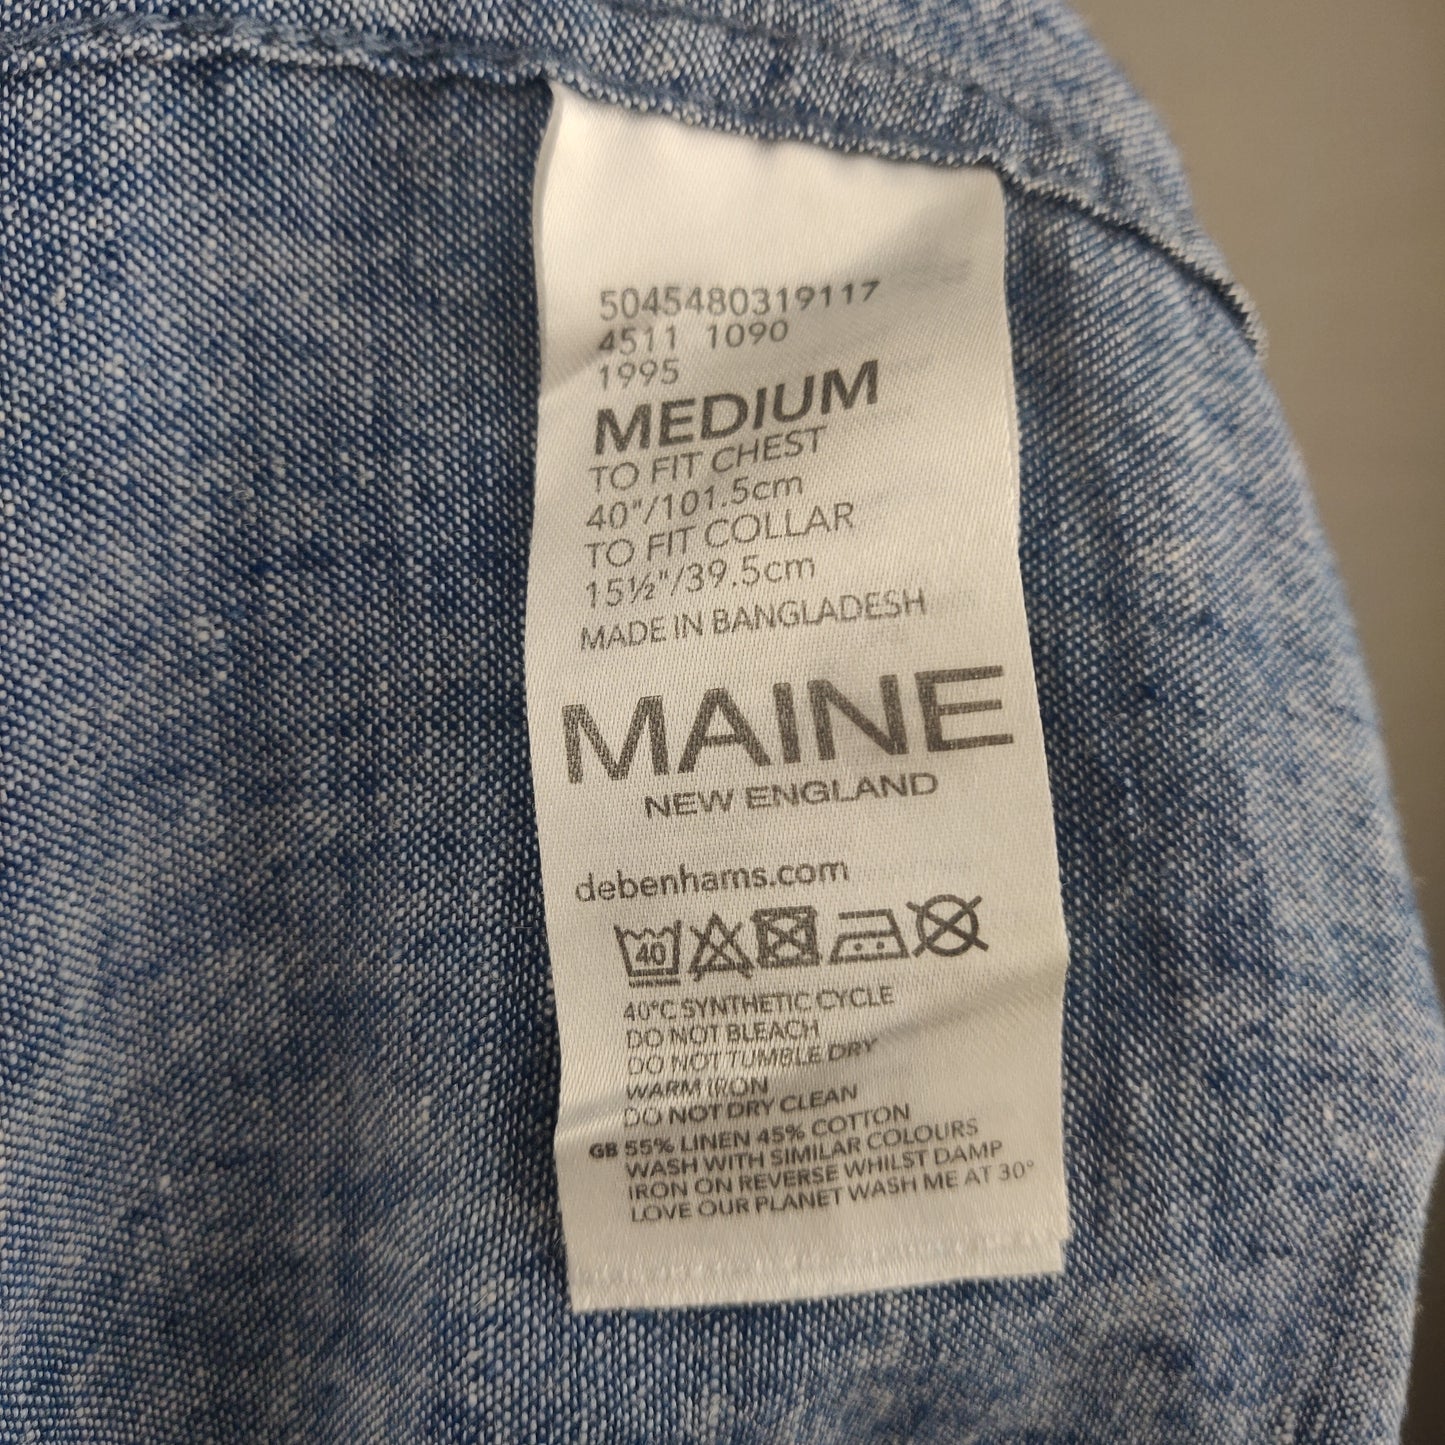 5045480319117
4511 1090
1995
MEDIUM
TO FIT CHEST
40"/101.5cm
TO FIT COLLAR
15½"/39.5cm
MADE IN BANGLADESH
MAINE
NEW ENGLAND
debenhams.com
40
40°C SYNTHETIC CYCLE
DO NOT BLEACH
DO NOT TUMBLE DRY
WARM IRON
DO NOT DRY CLEAN
GB 55% LINEN 45% COTTON
WASH WITH SIMILAR COLOURS
IRON ON REVERSE WHILST DAMP
LOVE OUR PLANET WASH ME AT 30°